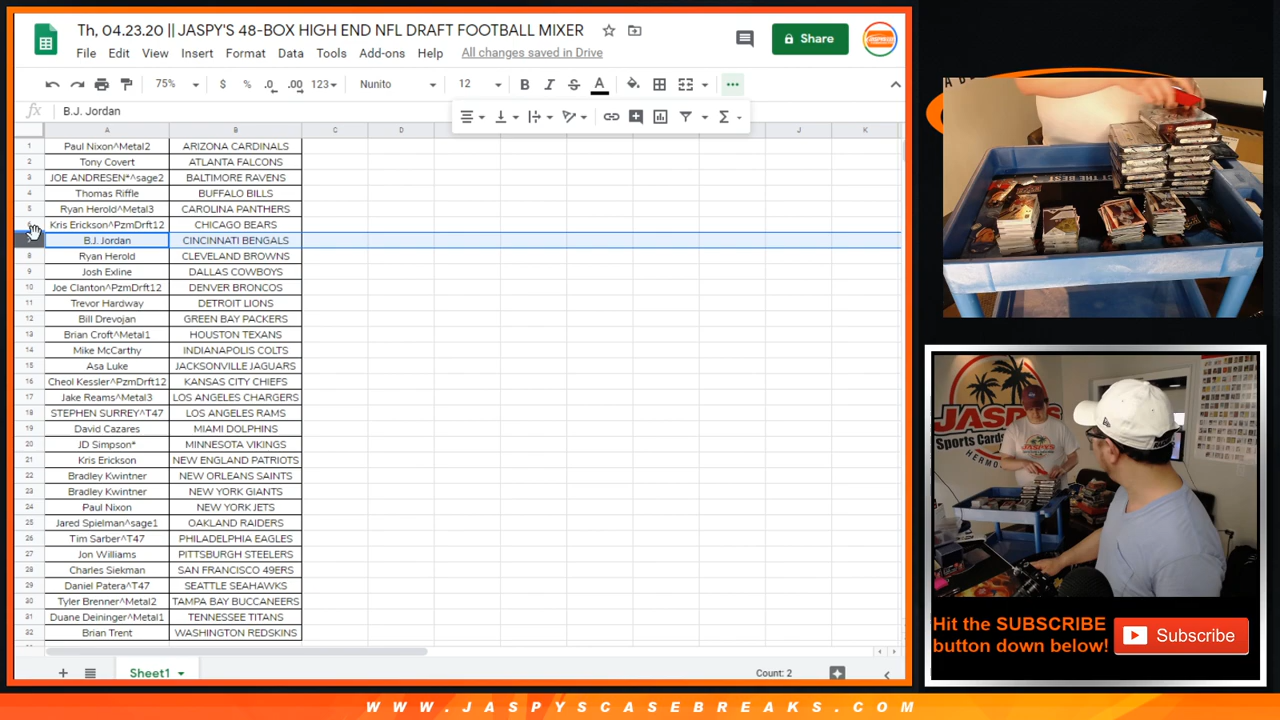 Th, 04.23.20 || JASPY'S 48-BOX HIGH END NFL DRAFT FOOTBALL MIXER
File Edit View Insert Format Data Tools Add-ons Help All changes saved in Drive
Share
75% $ % .0 .00 123 Nunito 12 B I S A
fx B.J. Jordan
A B C D J K
1 Paul Nixon^Metal2 ARIZONA CARDINALS
2 Tony Covert ATLANTA FALCONS
3 JOE ANDRESEN*^sage2 BALTIMORE RAVENS
4 Thomas Riffle BUFFALO BILLS
5 Ryan Herold^Metal3 CAROLINA PANTHERS
Kris Erickson^PzmDrft12 CHICAGO BEARS
B.J. Jordan CINCINNATI BENGALS
8 Ryan Herold CLEVELAND BROWNS
9 Josh Exline DALLAS COWBOYS
10 Joe Clanton^PzmDrft12 DENVER BRONCOS
11 Trevor Hardway DETROIT LIONS
12 Bill Drevojan GREEN BAY PACKERS
13 Brian Croft^Metal1 HOUSTON TEXANS
14 Mike McCarthy INDIANAPOLIS COLTS
15 Asa Luke JACKSONVILLE JAGUARS
16 Cheol Kessler^PzmDrft12 KANSAS CITY CHIEFS
17 Jake Reams^Metal3 LOS ANGELES CHARGERS
18 STEPHEN SURREY^T47 LOS ANGELES RAMS
19 David Cazares MIAMI DOLPHINS
20 JD Simpson* MINNESOTA VIKINGS
21 Kris Erickson NEW ENGLAND PATRIOTS
22 Bradley Kwintner NEW ORLEANS SAINTS
23 Bradley Kwintner NEW YORK GIANTS
24 Paul Nixon NEW YORK JETS
25 Jared Spielman^sage1 OAKLAND RAIDERS
26 Tim Sarber^T47 PHILADELPHIA EAGLES
27 Jon Williams PITTSBURGH STEELERS
28 Charles Siekman SAN FRANCISCO 49ERS
29 Daniel Patera^T47 SEATTLE SEAHAWKS
30 Tyler Brenner^Metal2 TAMPA BAY BUCCANEERS
31 Duane Deininger^Metal1 TENNESSEE TITANS
32 Brian Trent WASHINGTON REDSKINS
Sheet1
Count: 2
JASPY'S
Sports Cards
HERMO
Hit the SUBSCRIBE
button down below!
Subscribe
WWW.JASPYSCASEBREAKS.COM